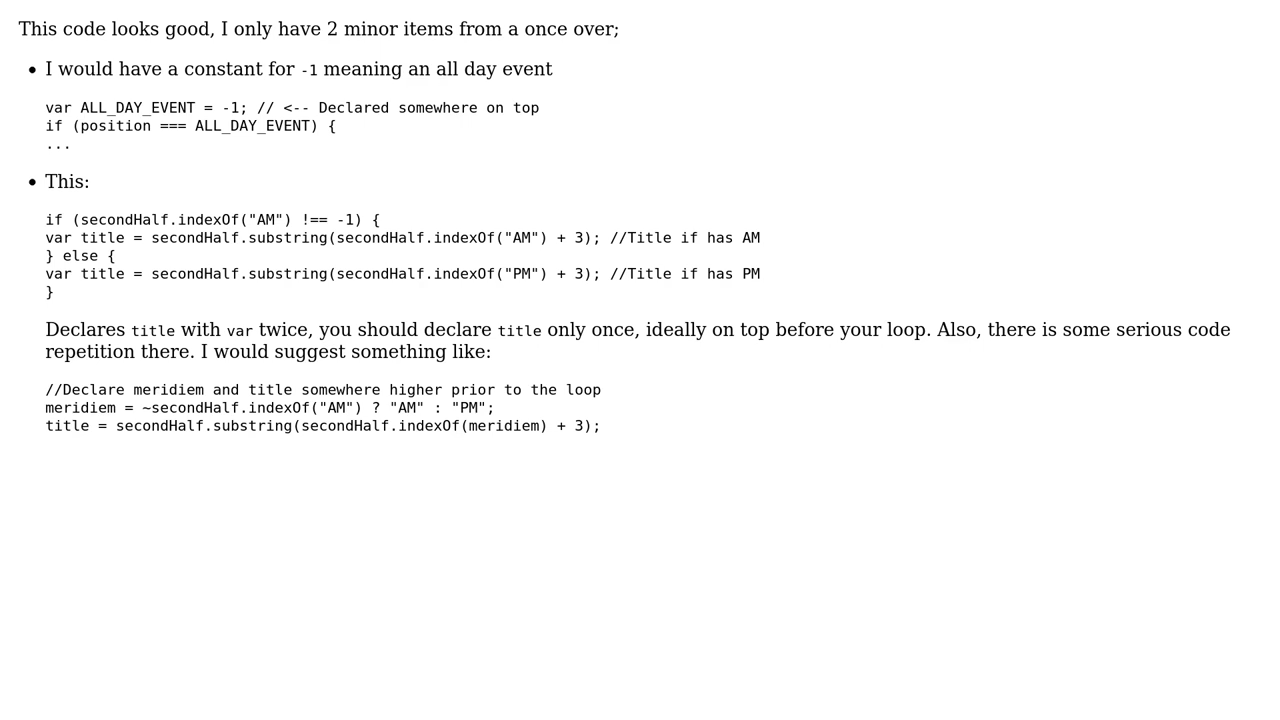 This code looks good, I only have 2 minor items from a once over;
• I would have a constant for -1 meaning an all day event
var ALL_DAY_EVENT = -1; // <-- Declared somewhere on top
if (position === ALL_DAY_EVENT) {
...
• This:
if (secondHalf.indexOf("AM") !== -1) {
var title = secondHalf.substring(secondHalf.indexOf("AM") + 3); //Title if has AM
} else {
var title = secondHalf.substring(secondHalf.indexOf("PM") + 3); //Title if has PM
}
Declares title with var twice, you should declare title only once, ideally on top before your loop. Also, there is some serious code
repetition there. I would suggest something like:
//Declare meridiem and title somewhere higher prior to the loop
meridiem = ~secondHalf.indexOf("AM") ? "AM" : "PM";
title = secondHalf.substring(secondHalf.indexOf(meridiem) + 3);